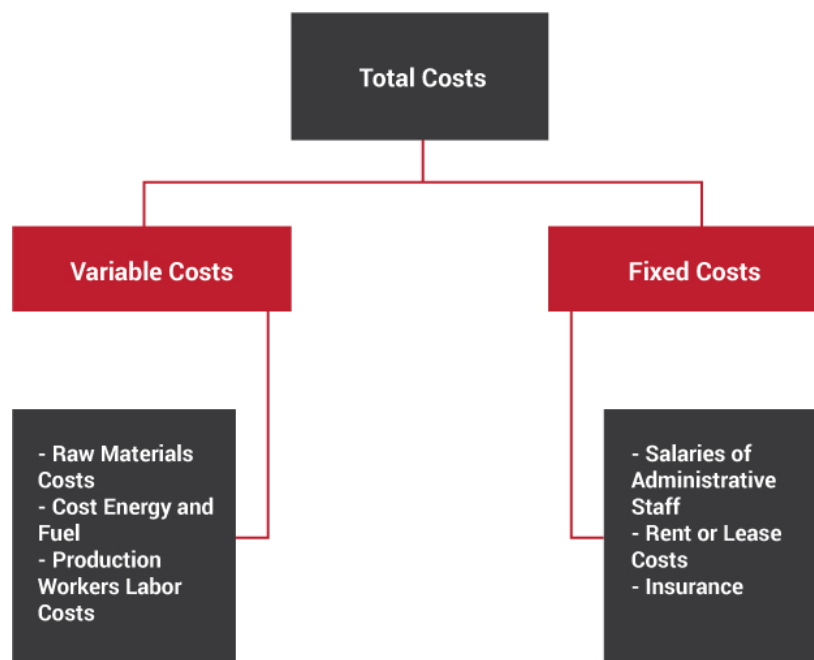 Total Costs
Variable Costs
Fixed Costs
- Raw Materials
Costs
- Cost Energy and
Fuel
- Production
Workers Labor
Costs
- Salaries of
Administrative
Staff
- Rent or Lease
Costs
- Insurance